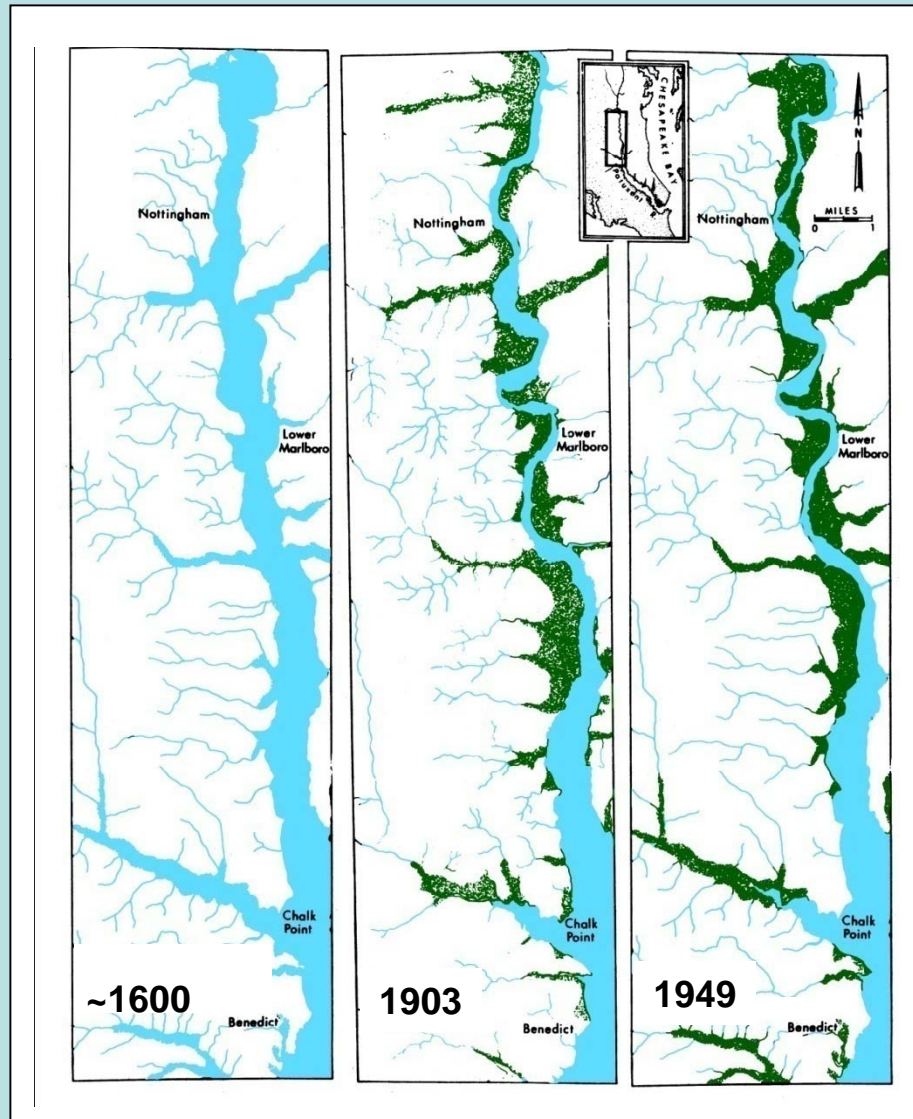 Nottingham
Lower
Marlboro
Chalk
Point
~1600
Benedict
Nottingham
Lower
Marlboro
Chalk
Point
1903
Benedict
CHESAPEAKE BAY
Patuxent R
N
MILES
0 1
Nottingham
Lower
Marlboro
Chalk
Point
1949
Benedict